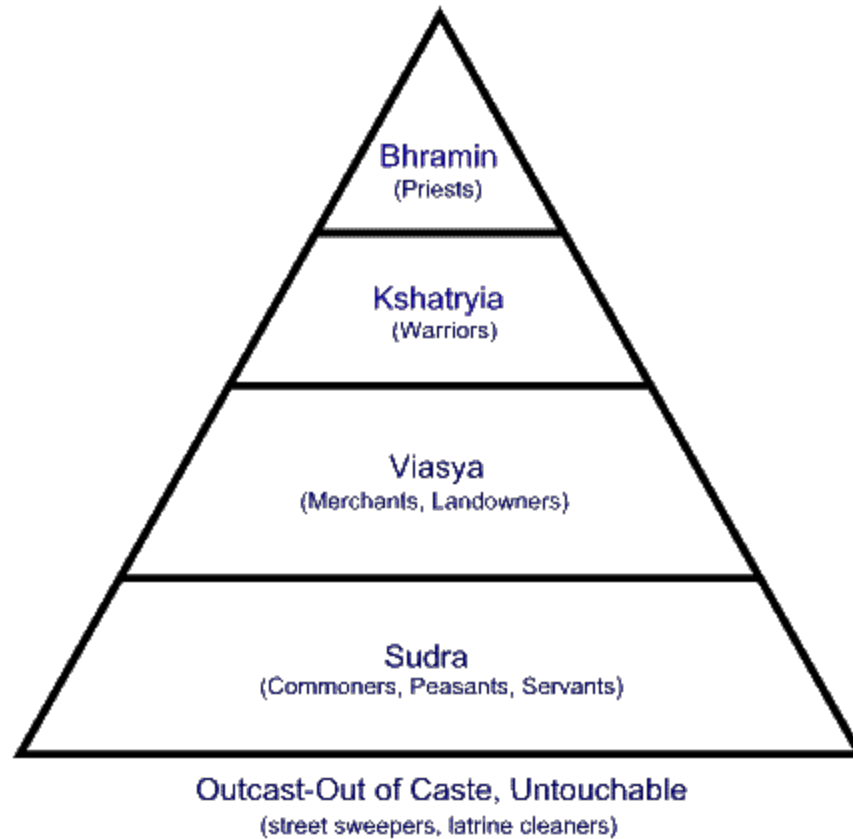 Bhramin
(Priests)
Kshatryia
(Warriors)
Viasya
(Merchants, Landowners)
Sudra
(Commoners, Peasants, Servants)
Outcast-Out of Caste, Untouchable
(street sweepers, latrine cleaners)